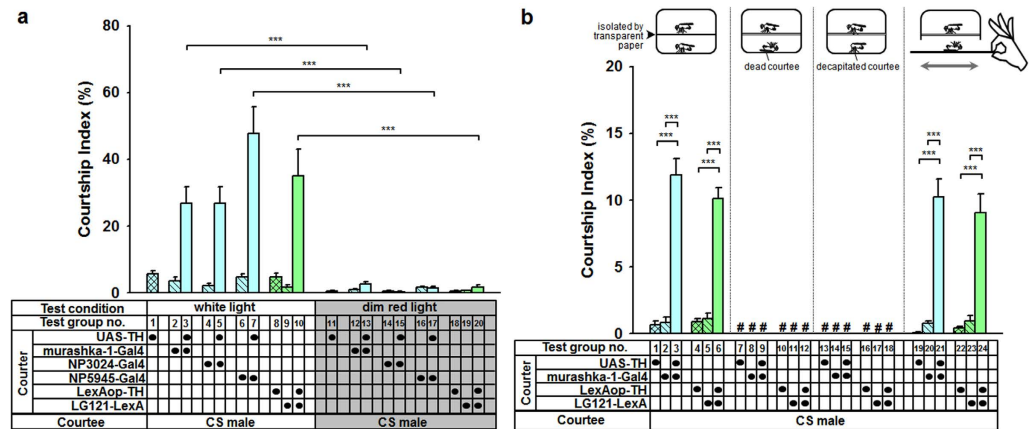 a
Courtship Index (%)
80
60
40
20
0
***
***
***
***
Test condition white light dim red light
Test group no. 1 2 3 4 5 6 7 8 9 10 11 12 13 14 15 16 17 18 19 20
Courter
UAS-TH
murashka-1-Gal4
NP3024-Gal4
NP5945-Gal4
LexAop-TH
LG121-LexA
Courtee CS male CS male
b
isolated by
transparent
paper
dead courtee decapitated courtee
Courtship Index (%)
20
15
10
5
0
*** *** *** ***
*** *** *** ***
# # # # # # # # # # # #
Test group no. 1 2 3 4 5 6 7 8 9 10 11 12 13 14 15 16 17 18 19 20 21 22 23 24
Courter
UAS-TH
murashka-1-Gal4
LexAop-TH
LG121-LexA
Courtee CS male